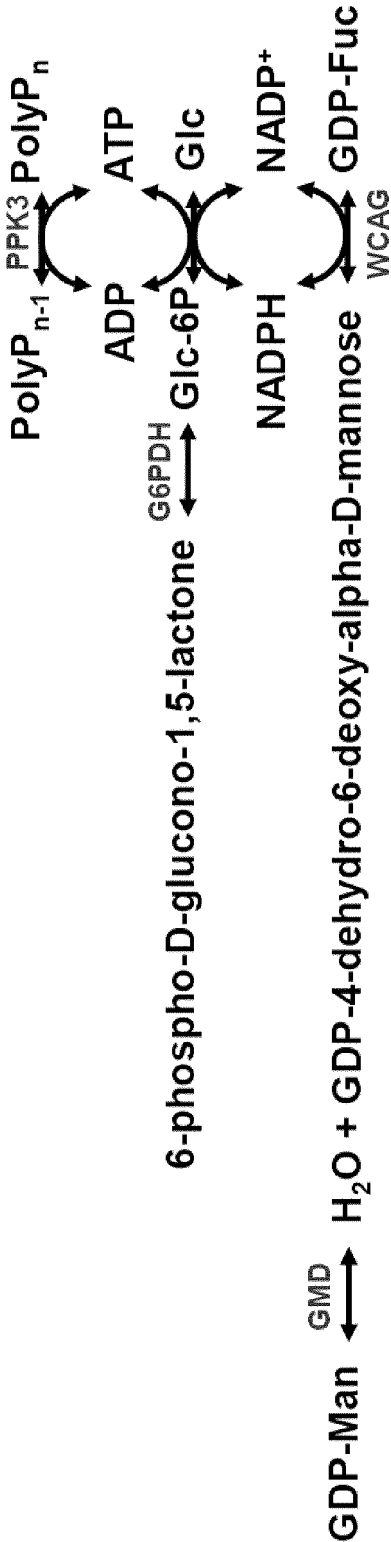 PPK3
PolyPₙ₋₁ PolyPₙ
ADP ATP
G6PDH
6-phospho-D-glucono-1,5-lactone Glc-6P Glc
NADPH NADP⁺
GMD
GDP-Man H₂O + GDP-4-dehydro-6-deoxy-alpha-D-mannose GDP-Fuc
WCAG